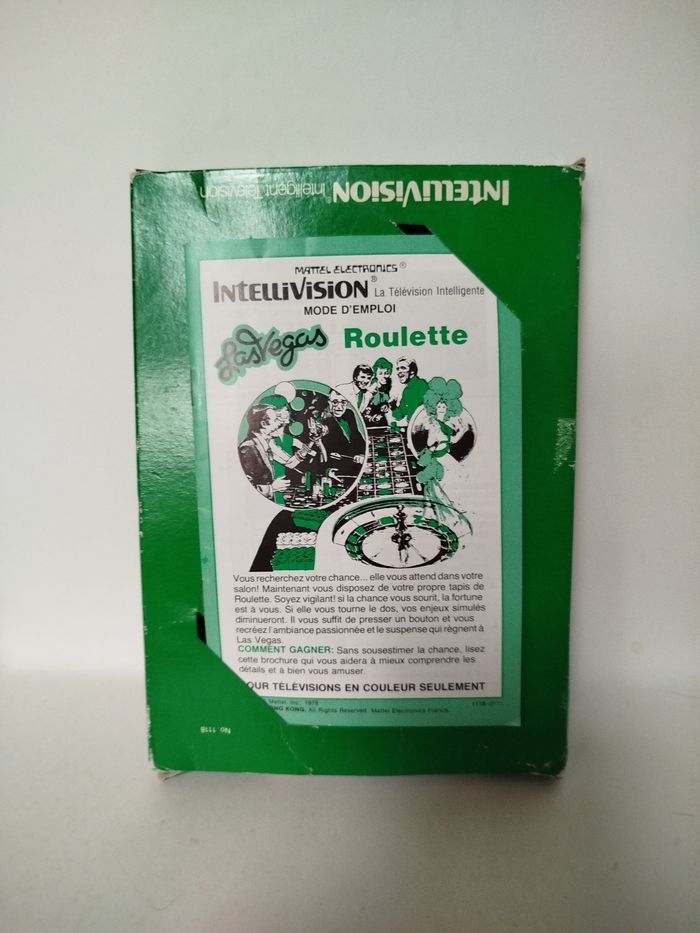 INTELLIVISION® Intelligent Television
MATTEL ELECTRONICS®
INTELLIVISION® La Télévision Intelligente
MODE D'EMPLOI
Las Vegas Roulette
Vous recherchez votre chance... elle vous attend dans votre
salon! Maintenant vous disposez de votre propre tapis de
Roulette. Soyez vigilant! si la chance vous sourit, la fortune
est à vous. Si elle vous tourne le dos, vos enjeux simulés
diminueront. Il vous suffit de presser un bouton et vous
recréez l'ambiance passionnée et le suspense qui règnent à
Las Vegas.
COMMENT GAGNER: Sans sousestimer la chance, lisez
cette brochure qui vous aidera à mieux comprendre les
détails et à bien vous amuser.
OUR TÉLÉVISIONS EN COULEUR SEULEMENT
Mattel, Inc. 1979
NG KONG. All Rights Reserved. Mattel Electronics France.
No. 1118